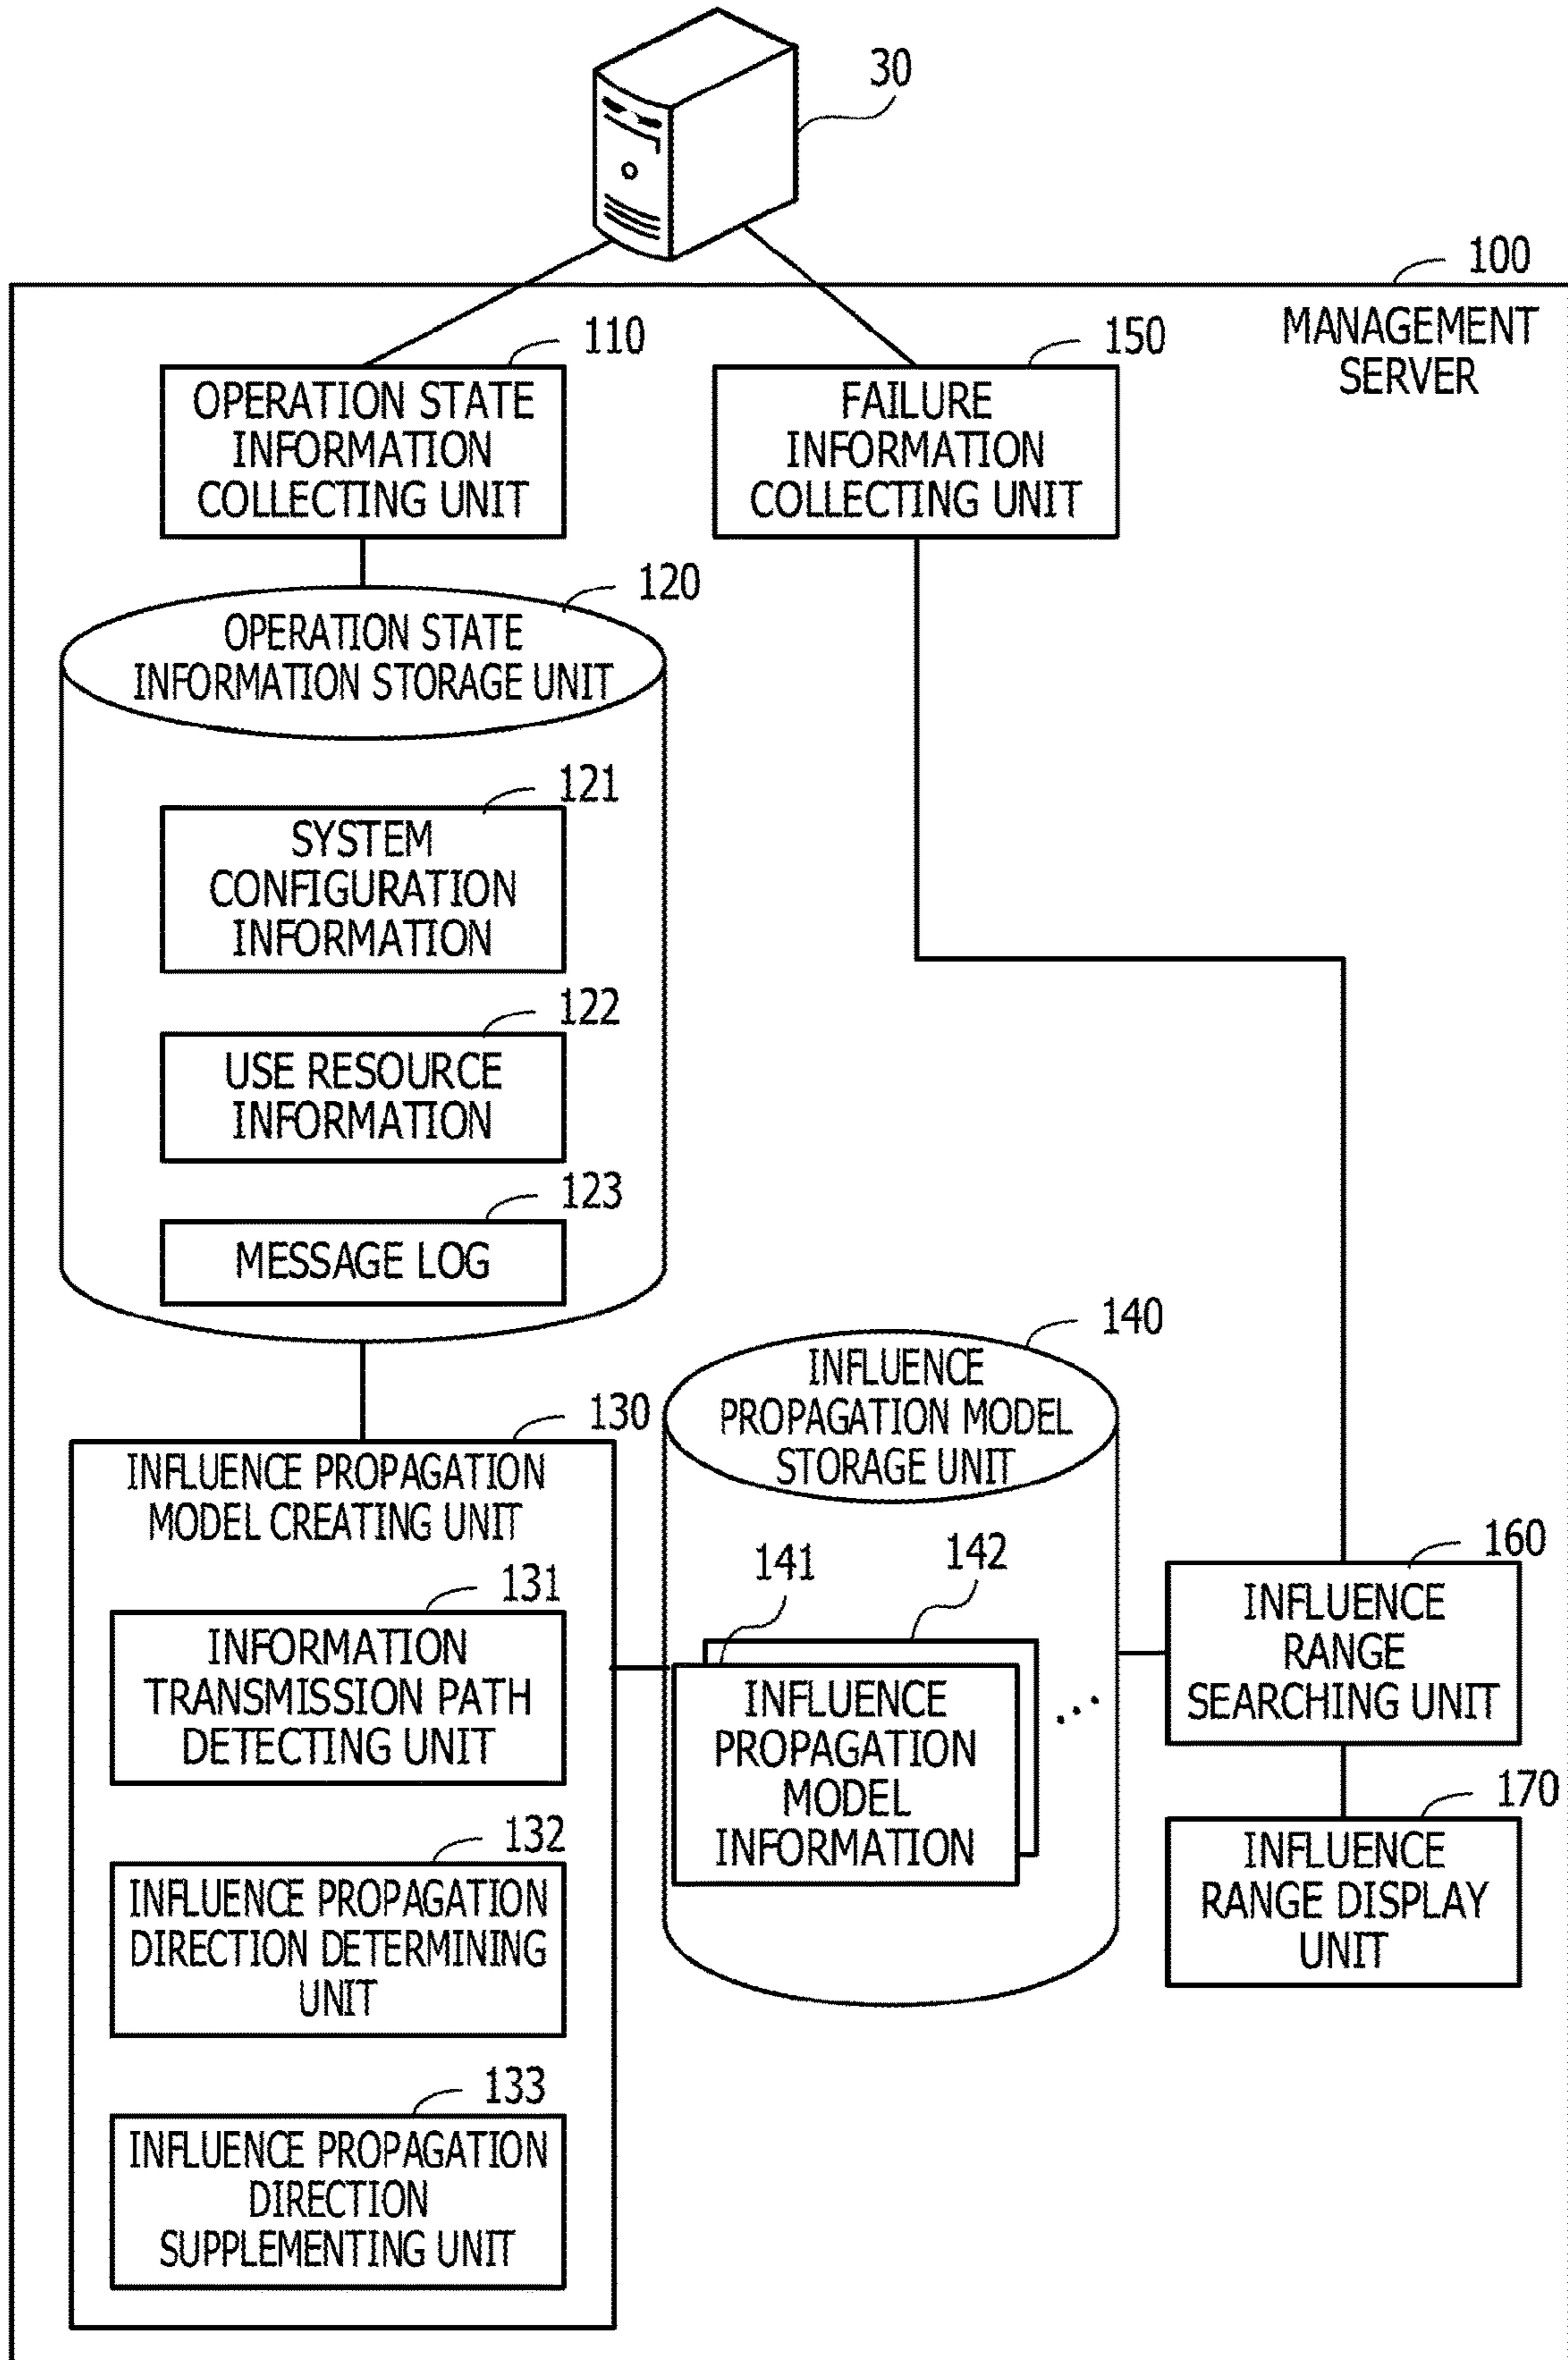 30
100
MANAGEMENT
SERVER
110
OPERATION STATE
INFORMATION
COLLECTING UNIT
150
FAILURE
INFORMATION
COLLECTING UNIT
120
OPERATION STATE
INFORMATION STORAGE UNIT
121
SYSTEM
CONFIGURATION
INFORMATION
122
USE RESOURCE
INFORMATION
123
MESSAGE LOG
130
INFLUENCE PROPAGATION
MODEL CREATING UNIT
131
INFORMATION
TRANSMISSION PATH
DETECTING UNIT
132
INFLUENCE PROPAGATION
DIRECTION DETERMINING
UNIT
133
INFLUENCE PROPAGATION
DIRECTION
SUPPLEMENTING UNIT
140
INFLUENCE
PROPAGATION MODEL
STORAGE UNIT
141
142
INFLUENCE
PROPAGATION
MODEL
INFORMATION
...
160
INFLUENCE
RANGE
SEARCHING UNIT
170
INFLUENCE
RANGE DISPLAY
UNIT